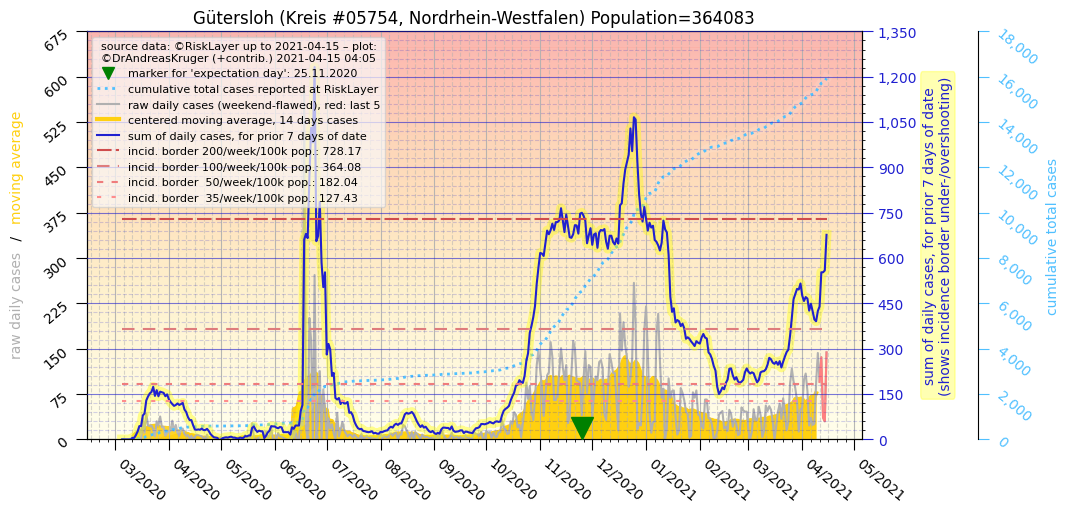 Gütersloh (Kreis #05754, Nordrhein-Westfalen) Population=364083
source data: ©RiskLayer up to 2021-04-15 – plot:
©DrAndreasKruger (+contrib.) 2021-04-15 04:05
marker for 'expectation day': 25.11.2020
cumulative total cases reported at RiskLayer
raw daily cases (weekend-flawed), red: last 5
centered moving average, 14 days cases
sum of daily cases, for prior 7 days of date
incid. border 200/week/100k pop.: 728.17
incid. border 100/week/100k pop.: 364.08
incid. border  50/week/100k pop.: 182.04
incid. border  35/week/100k pop.: 127.43
raw daily cases / moving average
675
600
525
450
375
300
225
150
75
0
1,350
1,200
1,050
900
750
600
450
300
150
0
sum of daily cases, for prior 7 days of date
(shows incidence border under-/overshooting)
18,000
16,000
14,000
12,000
10,000
8,000
6,000
4,000
2,000
0
cumulative total cases
03/2020
04/2020
05/2020
06/2020
07/2020
08/2020
09/2020
10/2020
11/2020
12/2020
01/2021
02/2021
03/2021
04/2021
05/2021